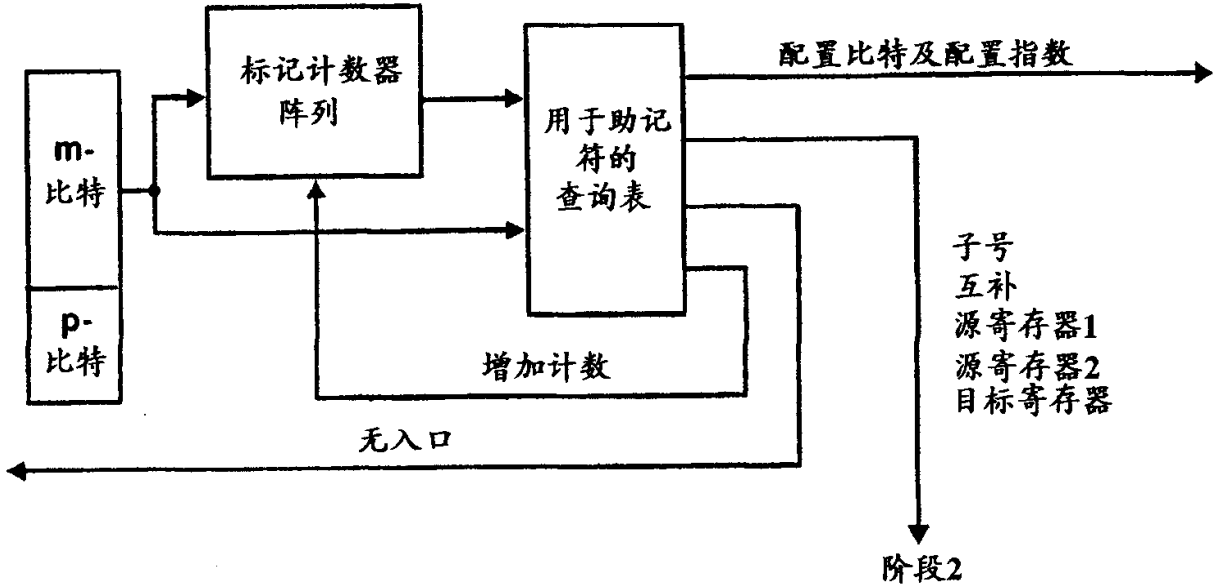 m-
比特
p-
比特
标记计数器
阵列
用于助记
符的
查询表
配置比特及配置指数
子号
互补
源寄存器1
源寄存器2
目标寄存器
增加计数
无入口
阶段2